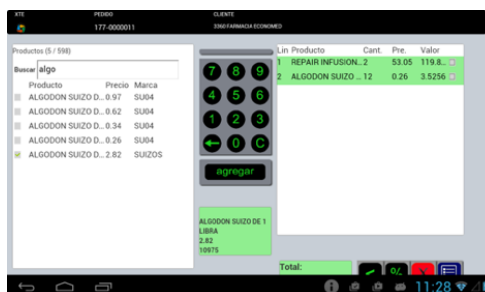 XTE PEDIDO CLIENTE
177-0000011 3360 FARMACIA ECONOMED
Productos (5 / 598)
Buscar algo
Producto Precio Marca
ALGODON SUIZO D... 0.97 SU04
ALGODON SUIZO D... 0.62 SU04
ALGODON SUIZO D... 0.34 SU04
ALGODON SUIZO D... 0.26 SU04
ALGODON SUIZO D... 2.82 SUIZOS
7 8 9
4 5 6
1 2 3
← 0 C
agregar
ALGODON SUIZO DE 1
LIBRA
2.82
10975
Lin Producto Cant. Pre. Valor
1 REPAIR INFUSION... 2 53.05 119.8...
2 ALGODON SUIZO ... 12 0.26 3.5256
Total:
%
11:28